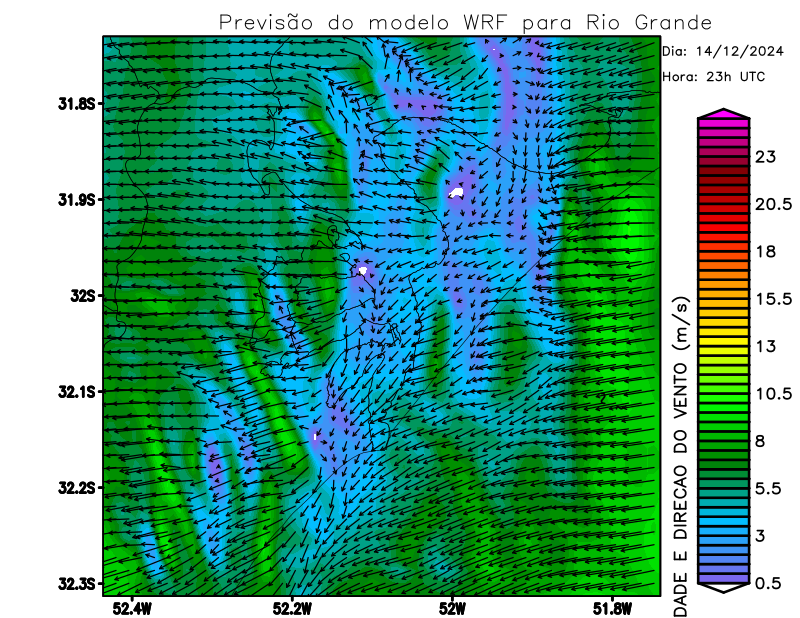 Previsão do modelo WRF para Rio Grande
Dia: 14/12/2024
Hora: 23h UTC
31.8S
31.9S
32S
32.1S
32.2S
32.3S
52.4W
52.2W
52W
51.8W
23
20.5
18
15.5
13
10.5
8
5.5
3
0.5
DADE E DIRECAO DO VENTO (m/s)